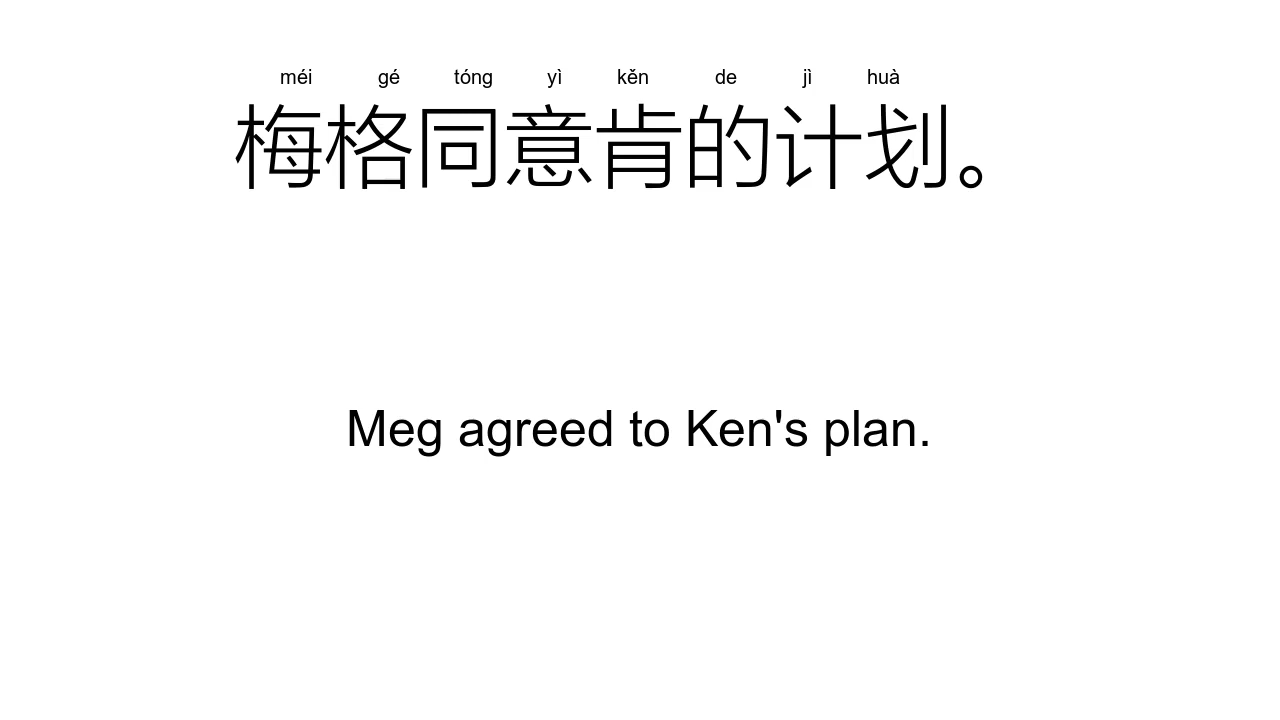 méi gé tóng yì kěn de jì huà
梅格同意肯的计划。
Meg agreed to Ken's plan.